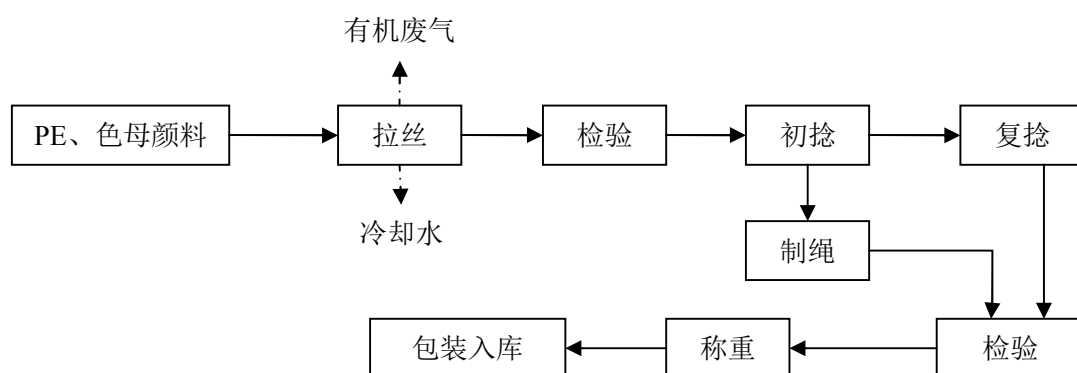 有机废气
PE、色母颜料
拉丝
检验
初捻
复捻
冷却水
制绳
包装入库
称重
检验